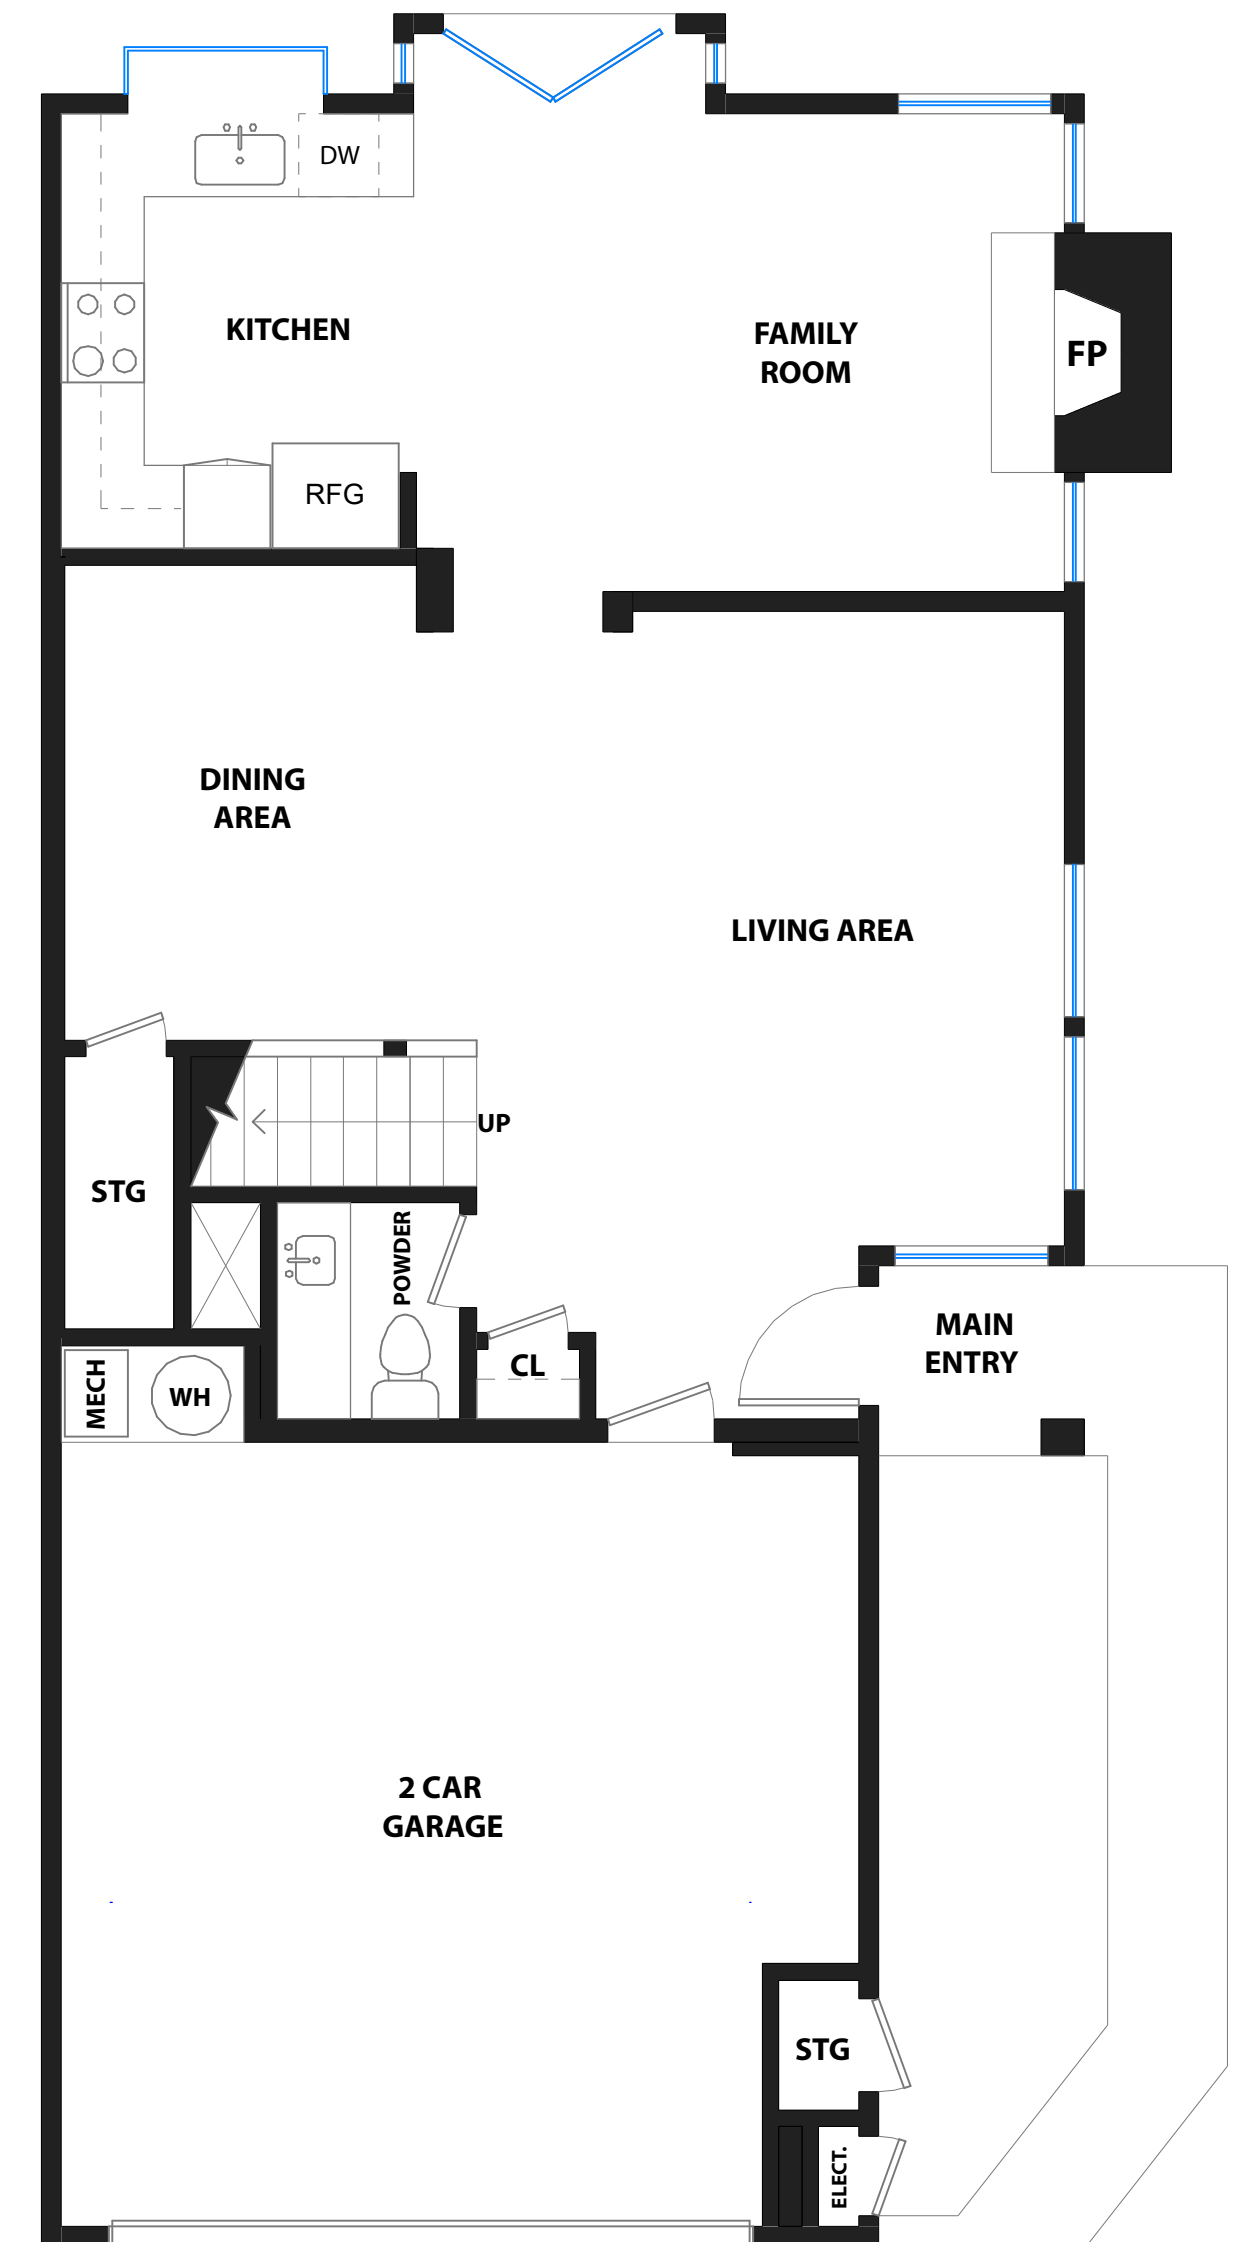 DW
KITCHEN
FAMILY
ROOM
FP
RFG
DINING
AREA
LIVING AREA
UP
STG
POWDER
MAIN
ENTRY
CL
MECH
WH
2 CAR
GARAGE
STG
ELECT.